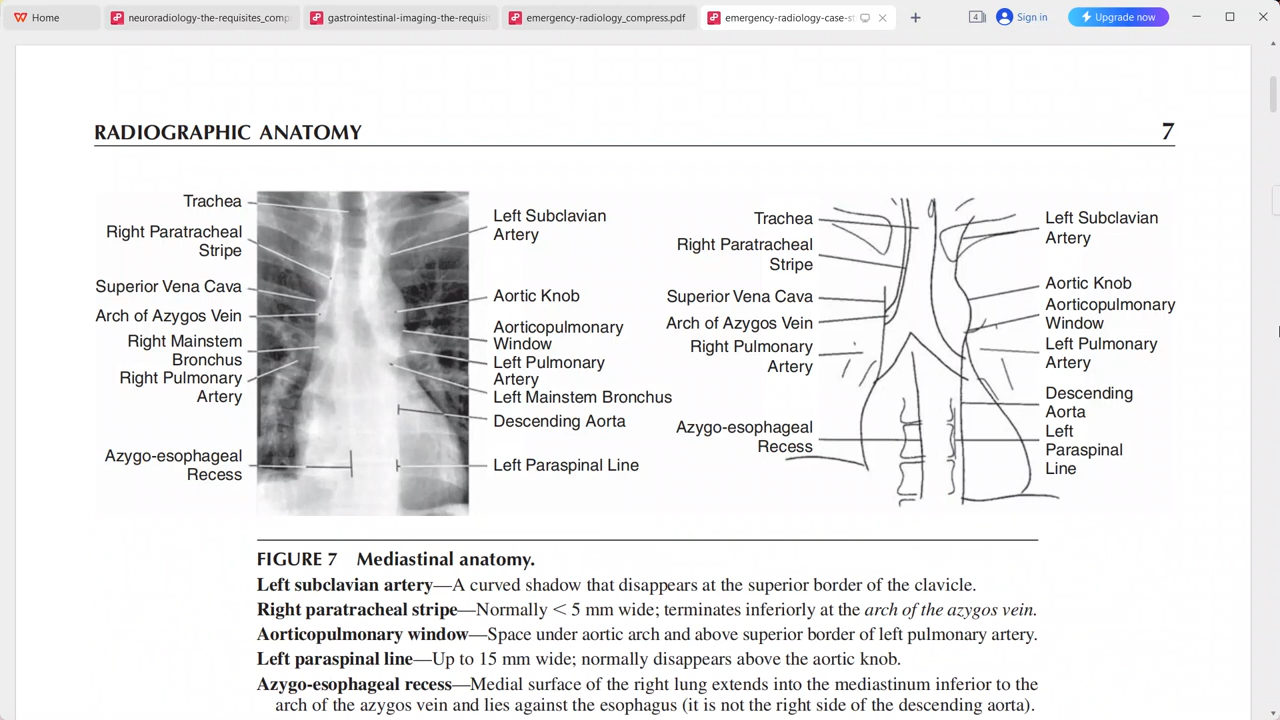 Home
neuroradiology-the-requisites_comp
gastrointestinal-imaging-the-requisit
emergency-radiology_compress.pdf
emergency-radiology-case-st
4
Sign in
Upgrade now
RADIOGRAPHIC ANATOMY
7
Trachea
Right Paratracheal
Stripe
Superior Vena Cava
Arch of Azygos Vein
Right Mainstem
Bronchus
Right Pulmonary
Artery
Azygo-esophageal
Recess
Left Subclavian
Artery
Aortic Knob
Aorticopulmonary
Window
Left Pulmonary
Artery
Left Mainstem Bronchus
Descending Aorta
Left Paraspinal Line
Trachea
Right Paratracheal
Stripe
Superior Vena Cava
Arch of Azygos Vein
Right Pulmonary
Artery
Azygo-esophageal
Recess
Left Subclavian
Artery
Aortic Knob
Aorticopulmonary
Window
Left Pulmonary
Artery
Descending
Aorta
Left
Paraspinal
Line
FIGURE 7 Mediastinal anatomy.
Left subclavian artery—A curved shadow that disappears at the superior border of the clavicle.
Right paratracheal stripe—Normally < 5 mm wide; terminates inferiorly at the arch of the azygos vein.
Aorticopulmonary window—Space under aortic arch and above superior border of left pulmonary artery.
Left paraspinal line—Up to 15 mm wide; normally disappears above the aortic knob.
Azygo-esophageal recess—Medial surface of the right lung extends into the mediastinum inferior to the
arch of the azygos vein and lies against the esophagus (it is not the right side of the descending aorta).